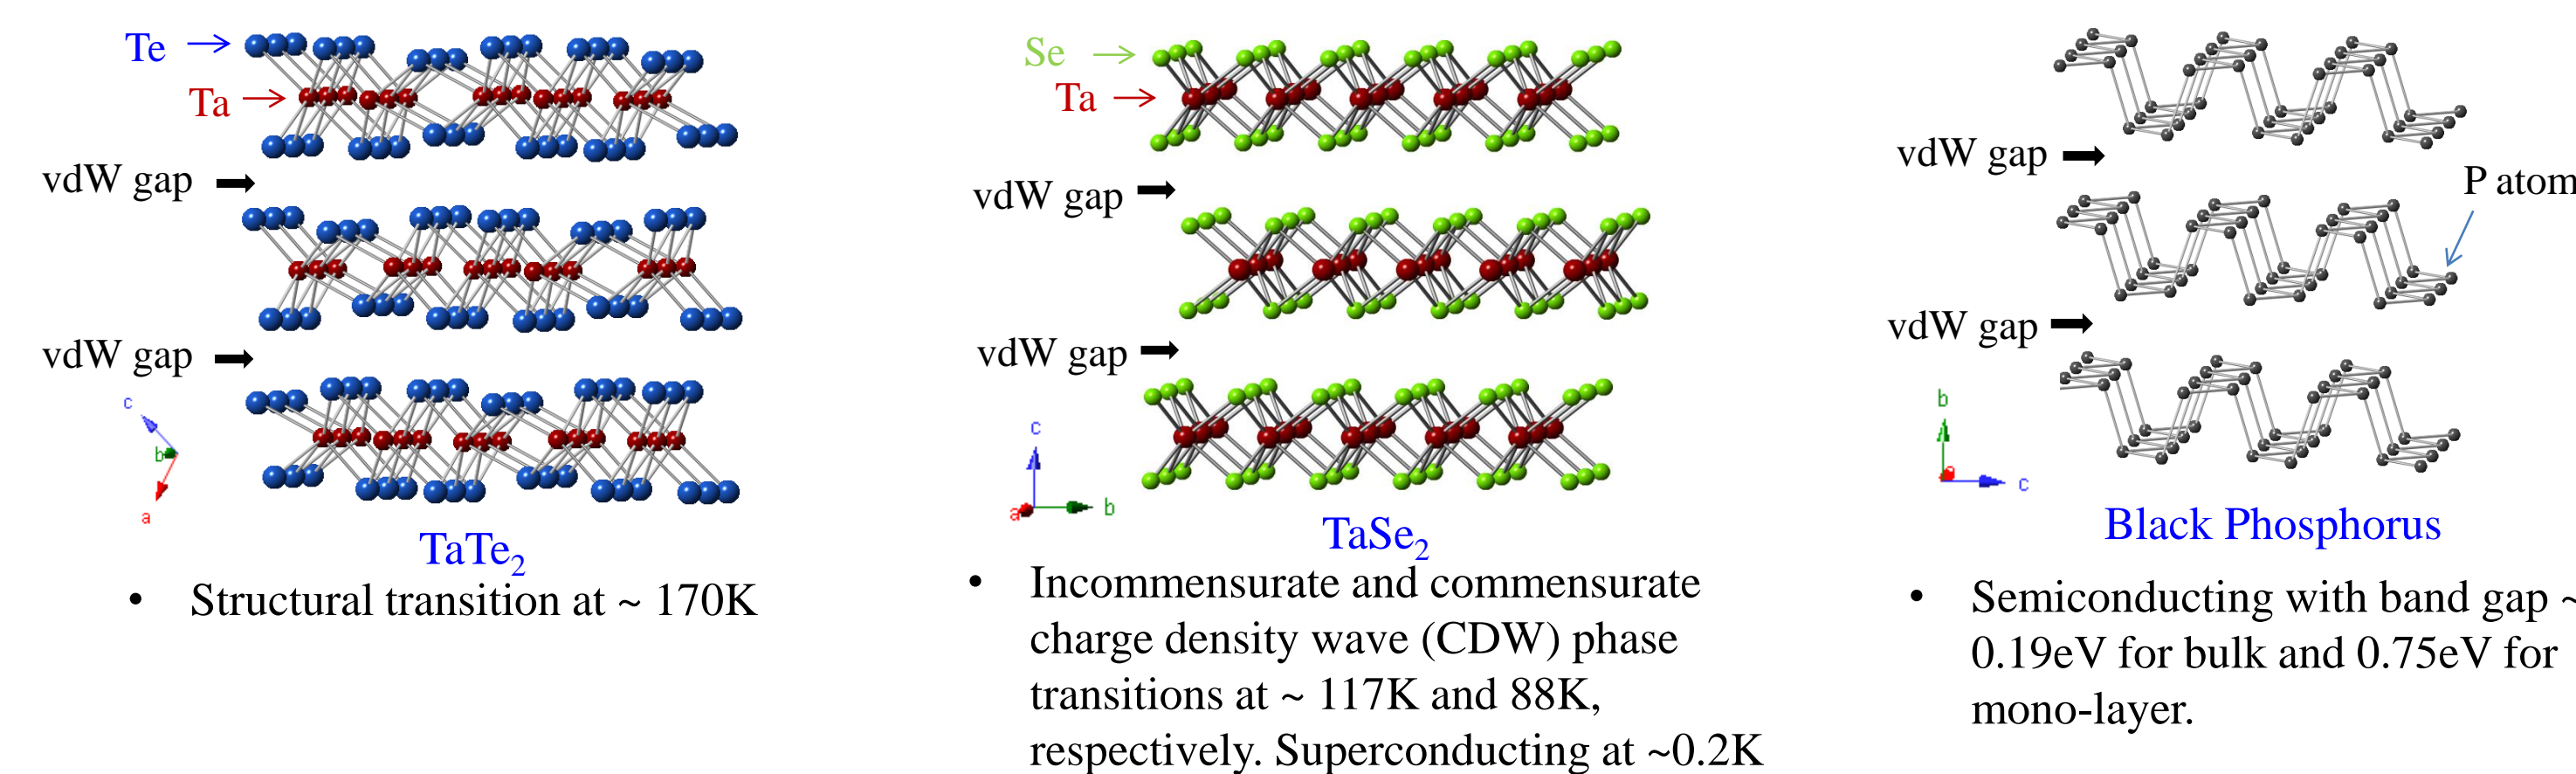 Te
Ta
vdW gap
vdW gap
c
b
a
TaTe₂
• Structural transition at ~ 170K
Se
Ta
vdW gap
vdW gap
c
a
b
TaSe₂
• Incommensurate and commensurate
charge density wave (CDW) phase
transitions at ~ 117K and 88K,
respectively. Superconducting at ~0.2K
vdW gap
P atom
vdW gap
b
a
c
Black Phosphorus
• Semiconducting with band gap ~
0.19eV for bulk and 0.75eV for
mono-layer.